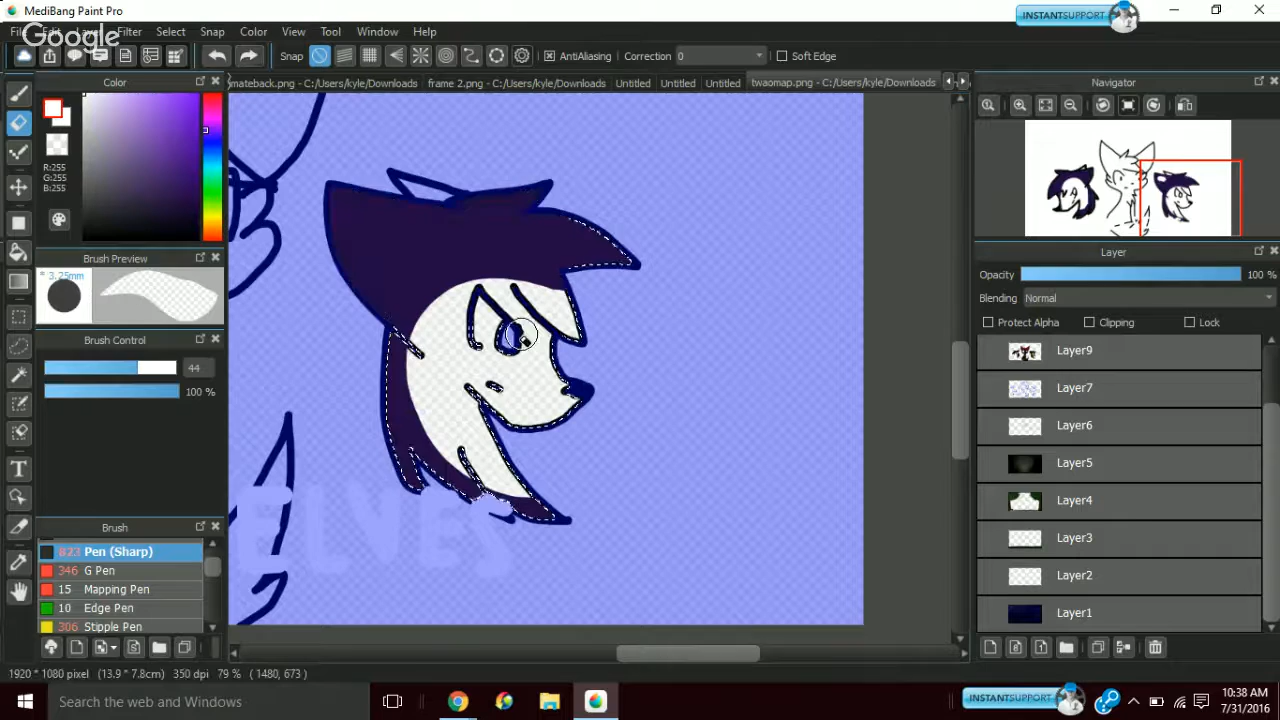 MediBang Paint Pro
INSTANTSUPPORT
File Edit Layer Filter Select Snap Color View Tool Window Help
Google
Snap AntiAliasing Correction 0 Soft Edge
Color
mateback.png - C:/Users/kyle/Downloads frame 2.png - C:/Users/kyle/Downloads Untitled Untitled Untitled twaomap.png - C:/Users/kyle/Downloads
Navigator
R:255
G:255
B:255
Brush Preview
* 3.25mm
Brush Control
44
100 %
Layer
Opacity 100 %
Blending Normal
Protect Alpha Clipping Lock
Layer9
Layer7
Layer6
Layer5
Layer4
Layer3
Layer2
Layer1
Brush
823 Pen (Sharp)
346 G Pen
15 Mapping Pen
10 Edge Pen
306 Stipple Pen
1920 * 1080 pixel (13.9 * 7.8cm) 350 dpi 79 % ( 1480, 673 )
Search the web and Windows
INSTANTSUPPORT
10:38 AM
7/31/2016